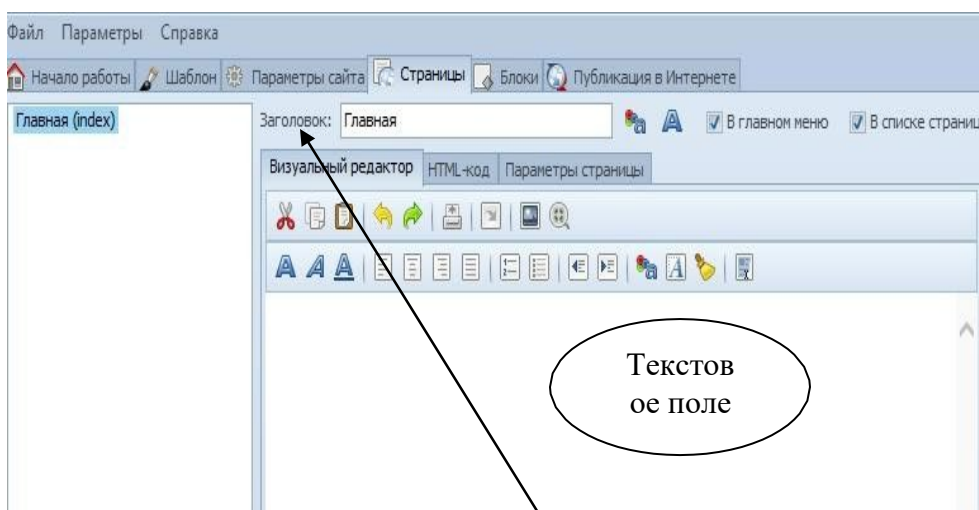 Файл Параметры Справка
Начало работы Шаблон Параметры сайта Страницы Блоки Публикация в Интернете
Главная (index)
Заголовок: Главная В главном меню В списке страниц
Визуальный редактор HTML-код Параметры страницы
Текстов
ое поле